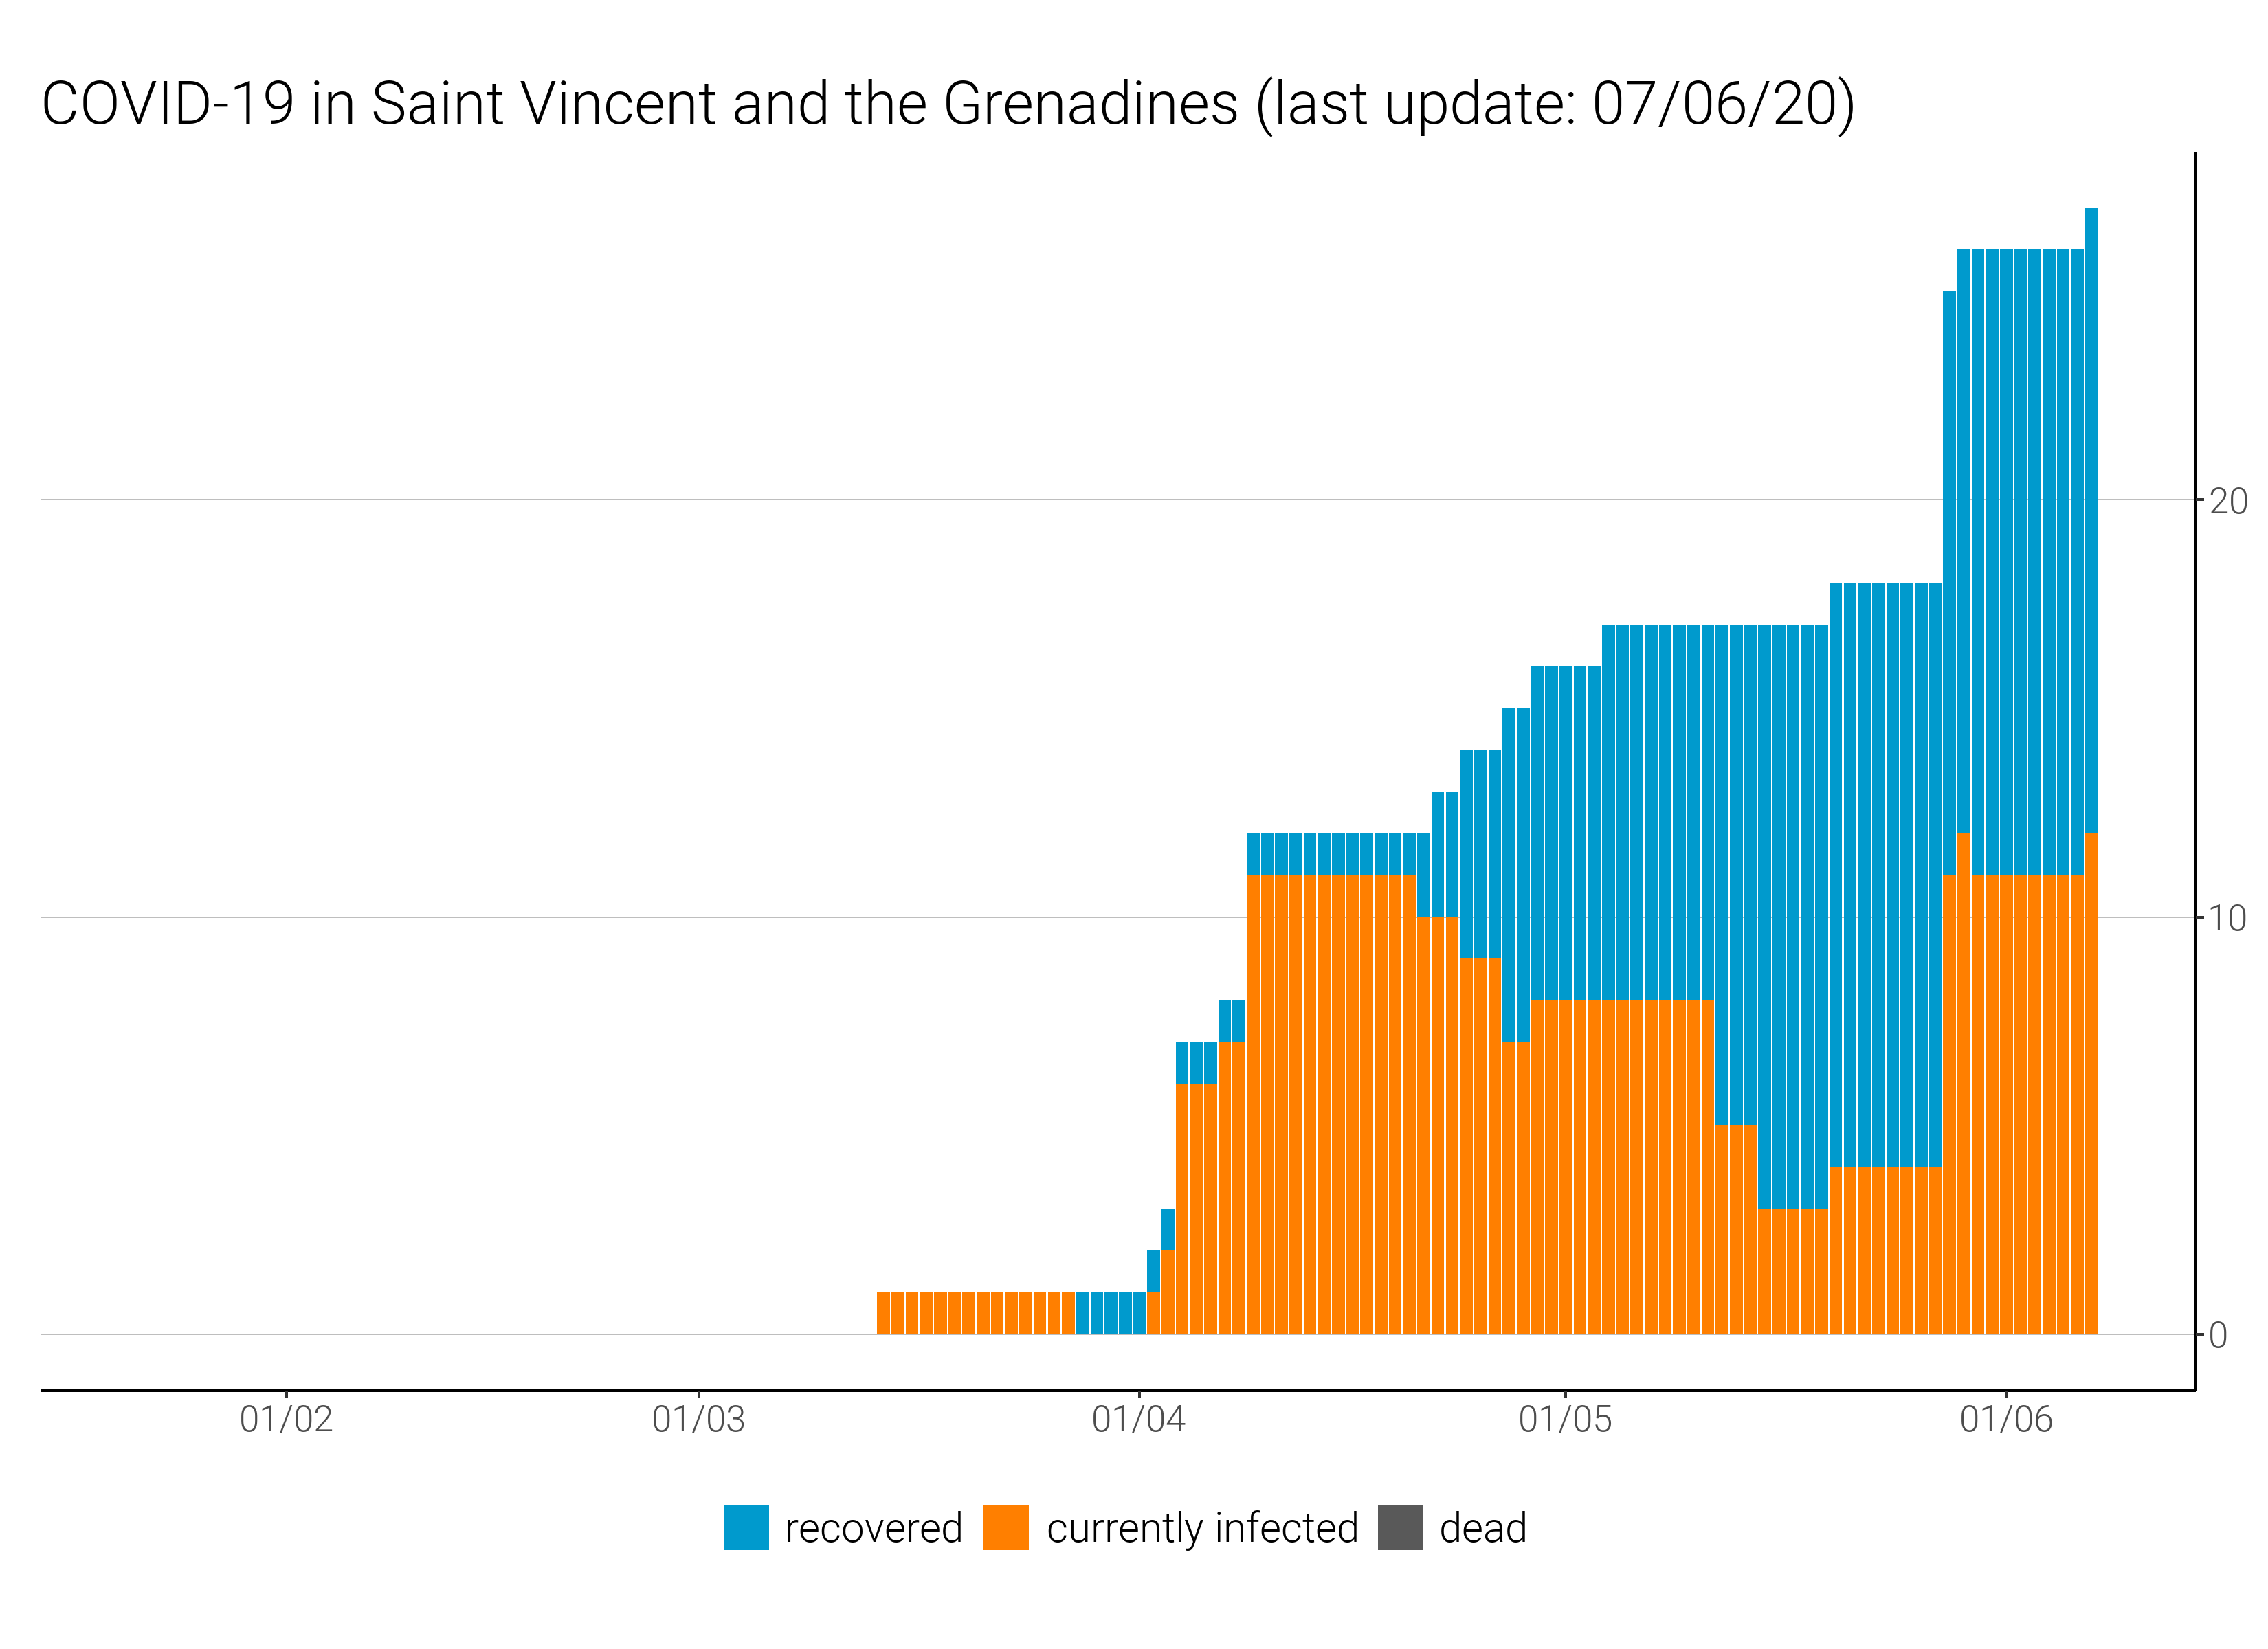 COVID-19 in Saint Vincent and the Grenadines (last update: 07/06/20)
20
10
0
01/02 01/03 01/04 01/05 01/06
recovered currently infected dead